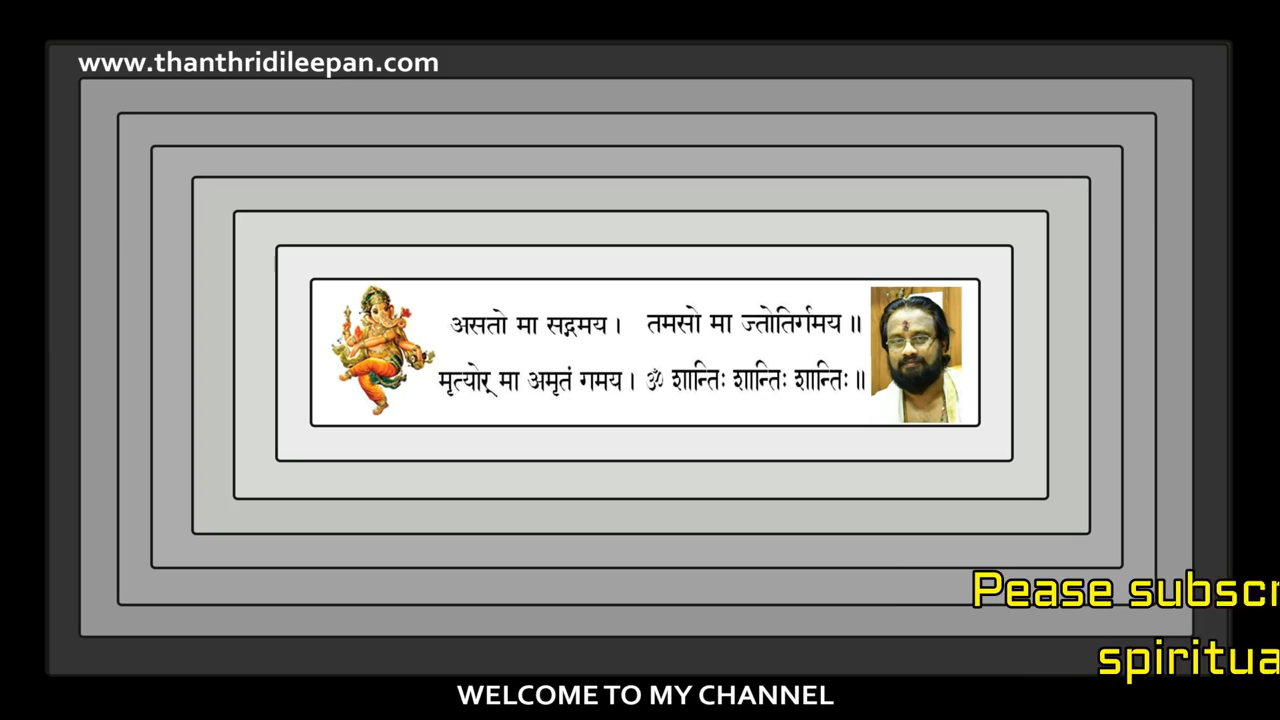 www.thanthridileepan.com
असतो मा सद्गमय। तमसो मा ज्तोतिर्गमय॥
मृत्योर् मा अमृतं गमय। ॐ शान्तिः शान्तिः शान्तिः॥
Pease
WELCOME TO MY CHANNEL